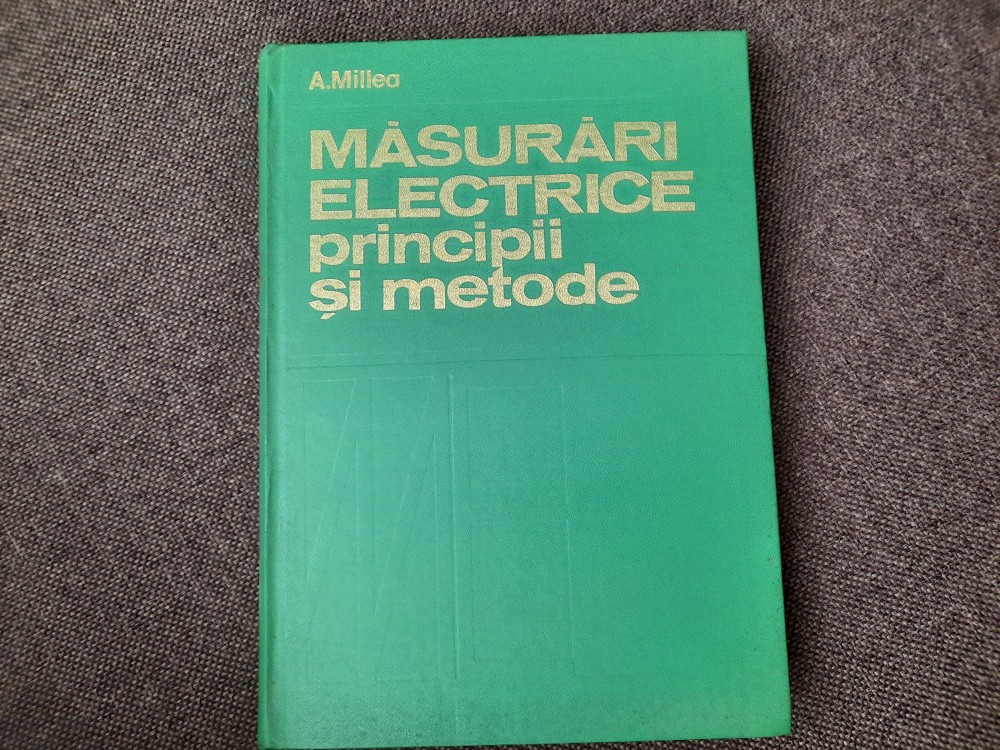 A.Millea
MĂSURĂRI
ELECTRICE
principii
și metode